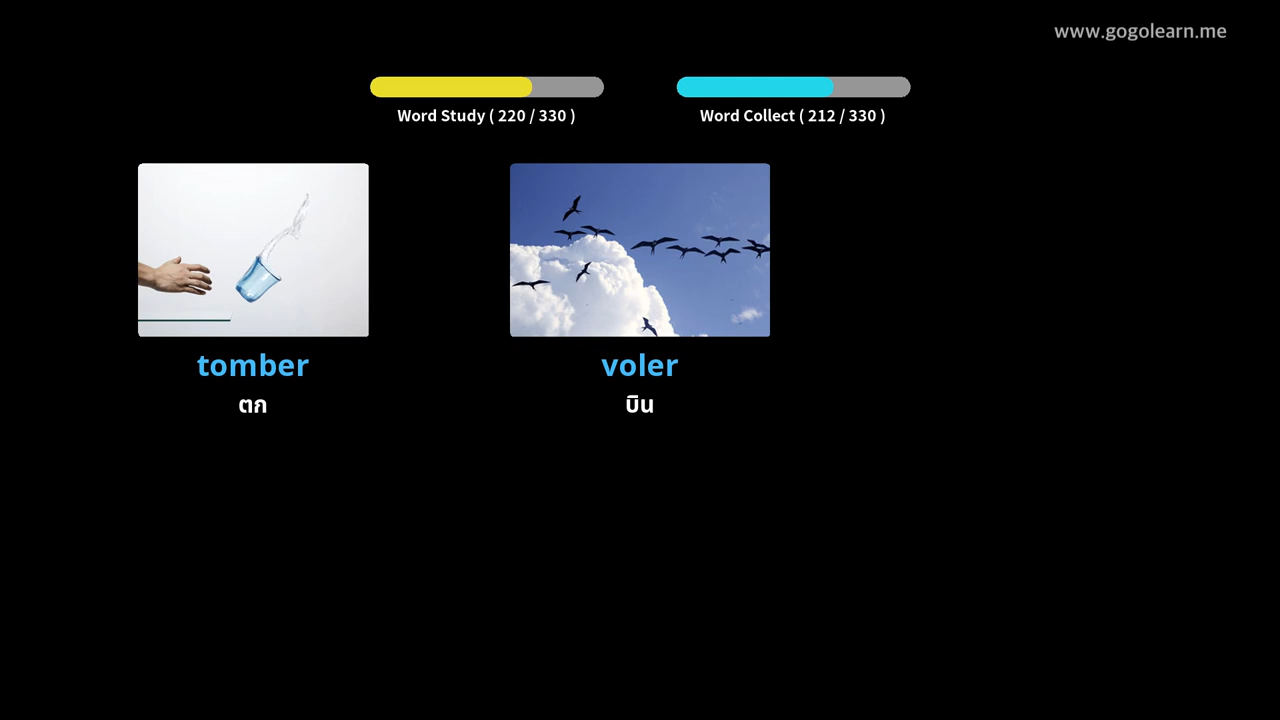 www.gogolearn.me
Word Study ( 220 / 330 )
Word Collect ( 212 / 330 )
tomber
ตก
voler
บิน